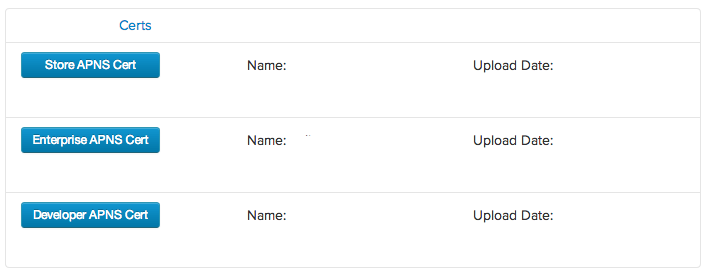 Certs
Store APNS Cert Name: Upload Date:
Enterprise APNS Cert Name: Upload Date:
Developer APNS Cert Name: Upload Date: